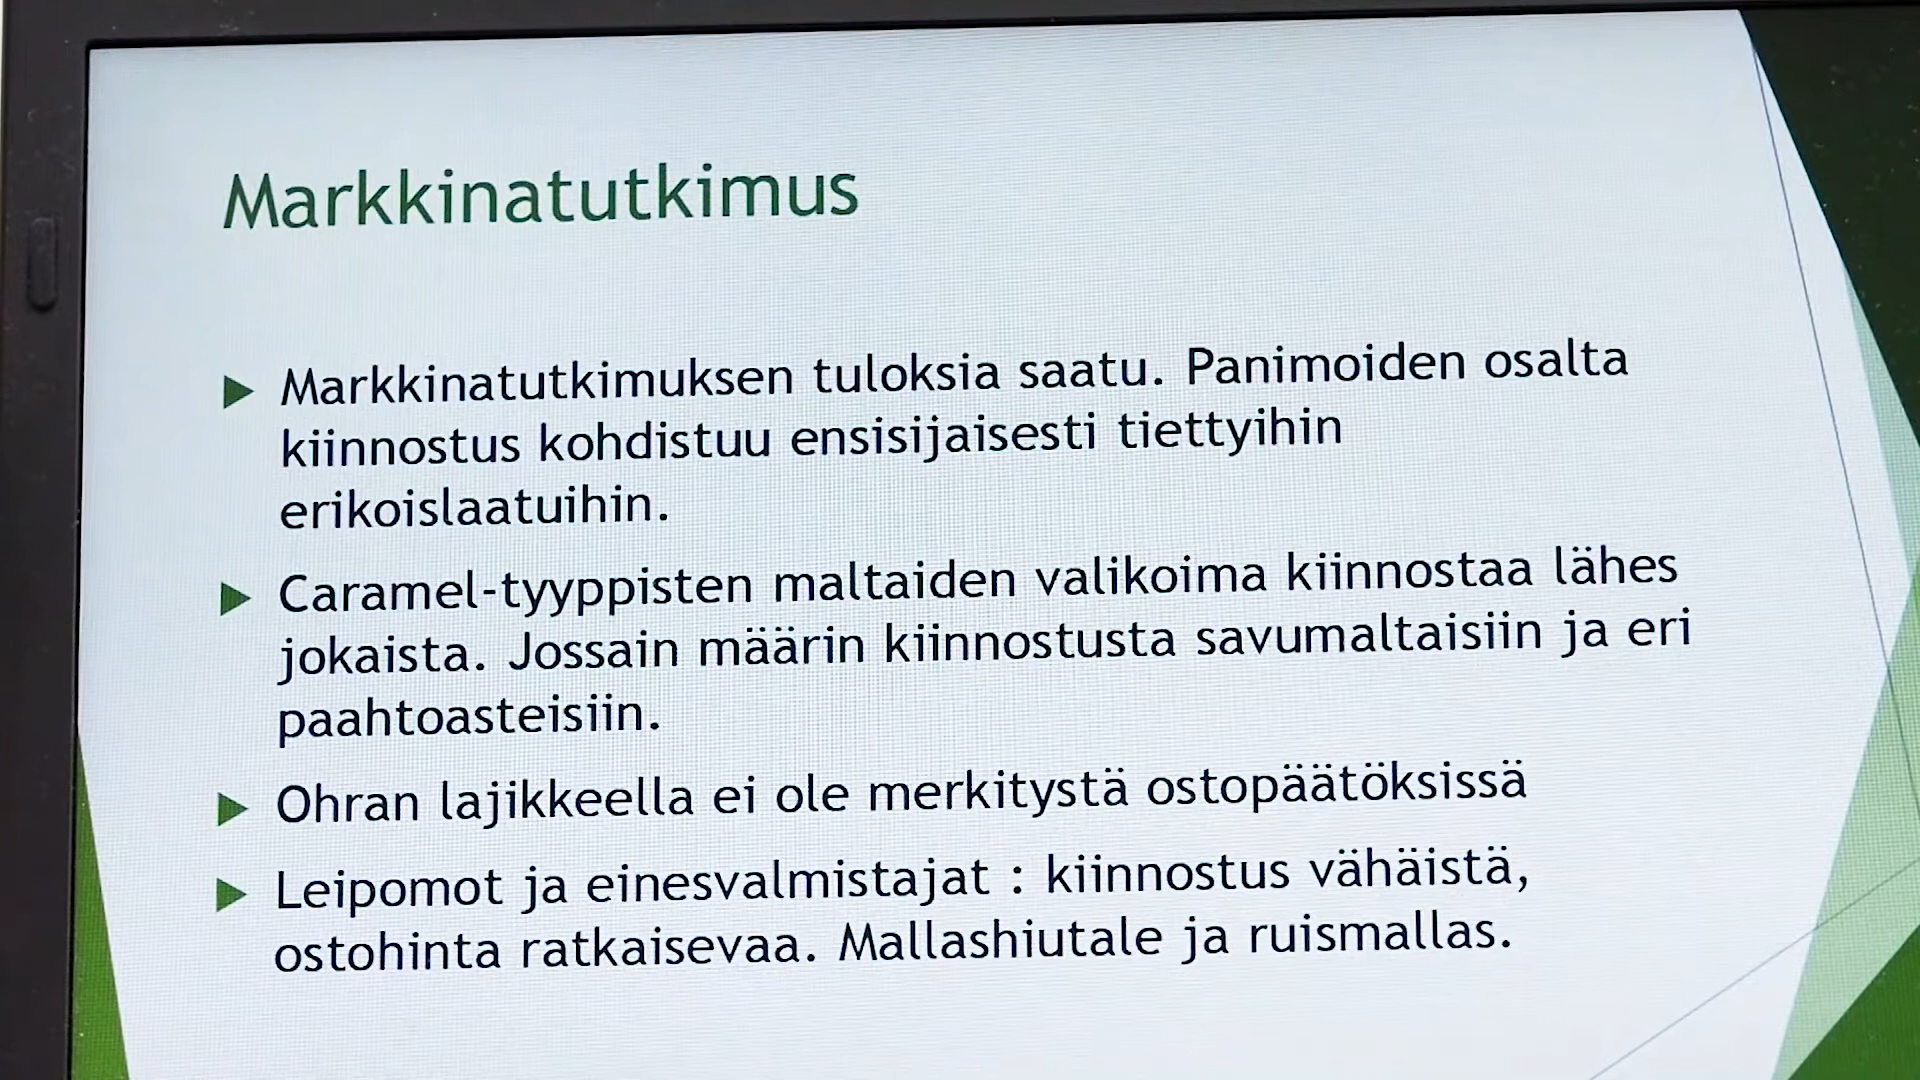 Markkinatutkimus
Markkinatutkimuksen tuloksia saatu. Panimoiden osalta
kiinnostus kohdistuu ensisijaisesti tiettyihin
erikoislaatuihin.
Caramel-tyyppisten maltaiden valikoima kiinnostaa lähes
jokaista. Jossain määrin kiinnostusta savumaltaisiin ja eri
paahtoasteisiin.
Ohran lajikkeella ei ole merkitystä ostopäätöksissä
Leipomot ja einesvalmistajat : kiinnostus vähäistä,
ostohinta ratkaisevaa. Mallashiutale ja ruismallas.